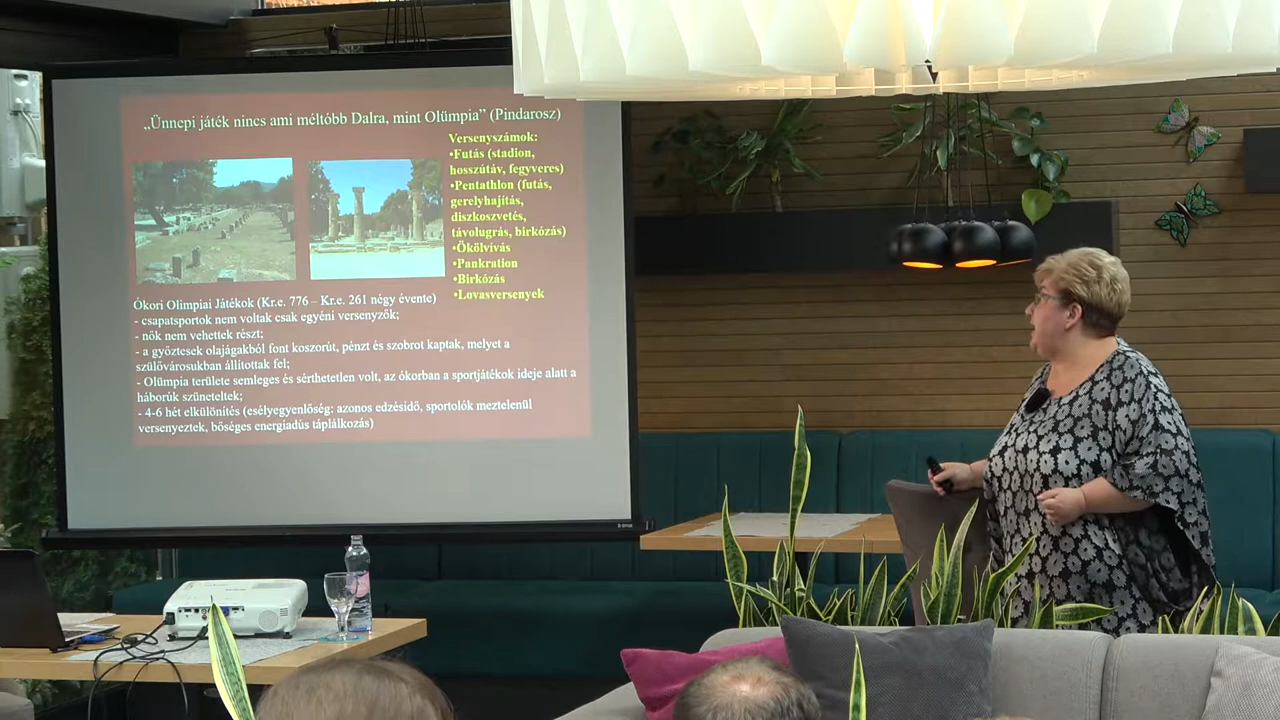 „Ünnepi játék nincs ami méltóbb Dalra, mint Olümpia” (Pindarosz)
Versenyszámok:
•Futás (stadion,
hosszútáv, fegyveres)
•Pentathlon (futás,
gerelyhajítás,
diszkoszvetés,
távolugrás, birkózás)
•Ökölvívás
•Pankration
•Birkózás
•Lovasversenyek
Ókori Olimpiai Játékok (Kr.e. 776 – Kr.e. 261 négy évente)
- csapatsportok nem voltak csak egyéni versenyzők;
- nők nem vehettek részt;
- a győztesek olajágakból font koszorút, pénzt és szobrot kaptak, melyet a
szülővárosukban állítottak fel;
- Olümpia területe semleges és sérthetetlen volt, az ókorban a sportjátékok ideje alatt a
háborúk szüneteltek;
- 4-6 hét elkülönítés (esélyegyenlőség: azonos edzésidő, sportolók meztelenül
versenyeztek, bőséges energiadús táplálkozás)